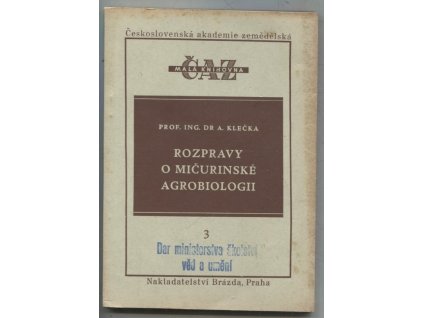 Československá akademie zemědělská
ČAZ
MALÁ KNIHOVNA
PROF. ING. DR A. KLEČKA
ROZPRAVY
O MIČURINSKÉ
AGROBIOLOGII
3
Dar ministerstva školství
věd a umění
Nakladatelství Brázda, Praha